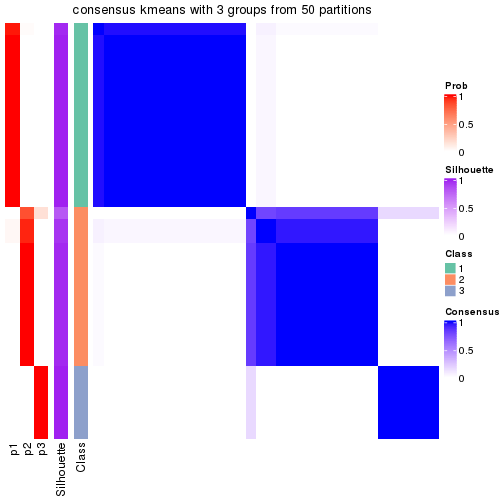 consensus kmeans with 3 groups from 50 partitions
Prob
1
0.5
0
Silhouette
1
0.5
0
Class
1
2
3
Consensus
1
0.5
0
p1
p2
p3
Silhouette
Class